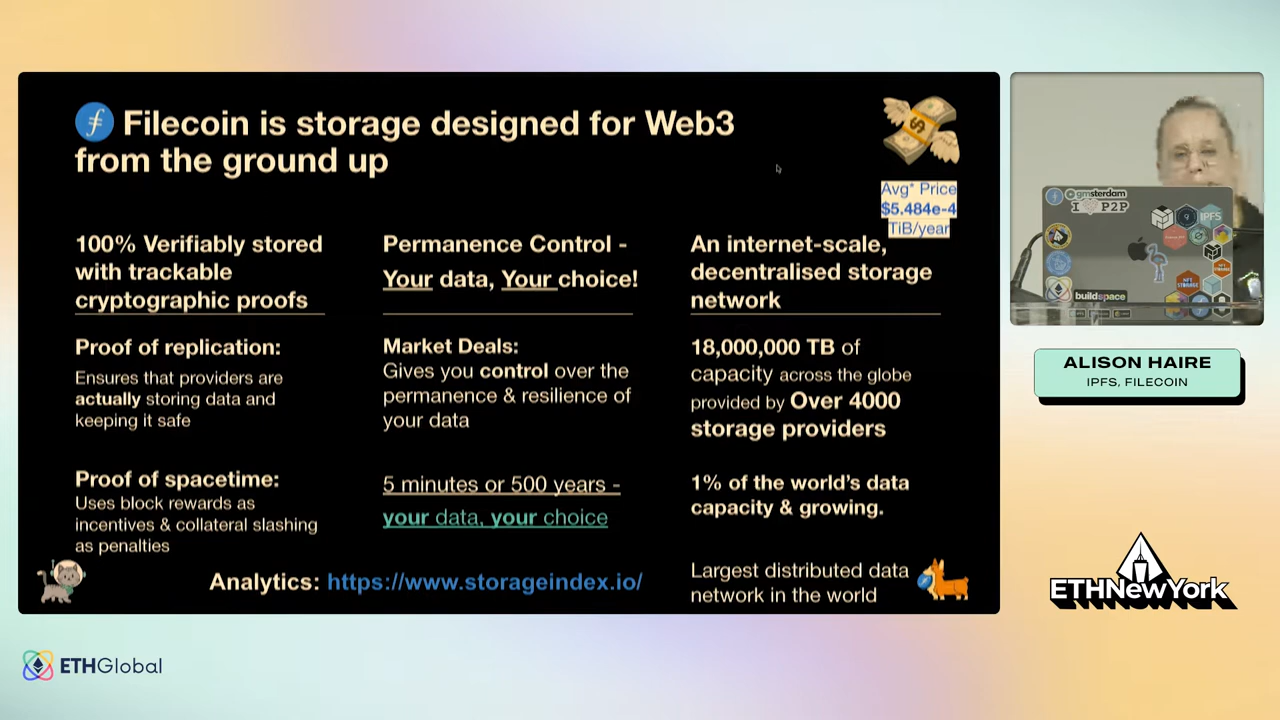 Filecoin is storage designed for Web3
from the ground up
Avg* Price
$5.484e-4
TiB/year
100% Verifiably stored
with trackable
cryptographic proofs
Proof of replication:
Ensures that providers are
actually storing data and
keeping it safe
Proof of spacetime:
Uses block rewards as
incentives & collateral slashing
as penalties
Permanence Control -
Your data, Your choice!
Market Deals:
Gives you control over the
permanence & resilience of
your data
5 minutes or 500 years -
your data, your choice
An internet-scale,
decentralised storage
network
18,000,000 TB of
capacity across the globe
provided by Over 4000
storage providers
1% of the world's data
capacity & growing.
Largest distributed data
network in the world
Analytics: https://www.storageindex.io/
gmsterdam
I P2P
IPFS
buildspace
ALISON HAIRE
IPFS, FILECOIN
ETHNewYork
ETHGlobal